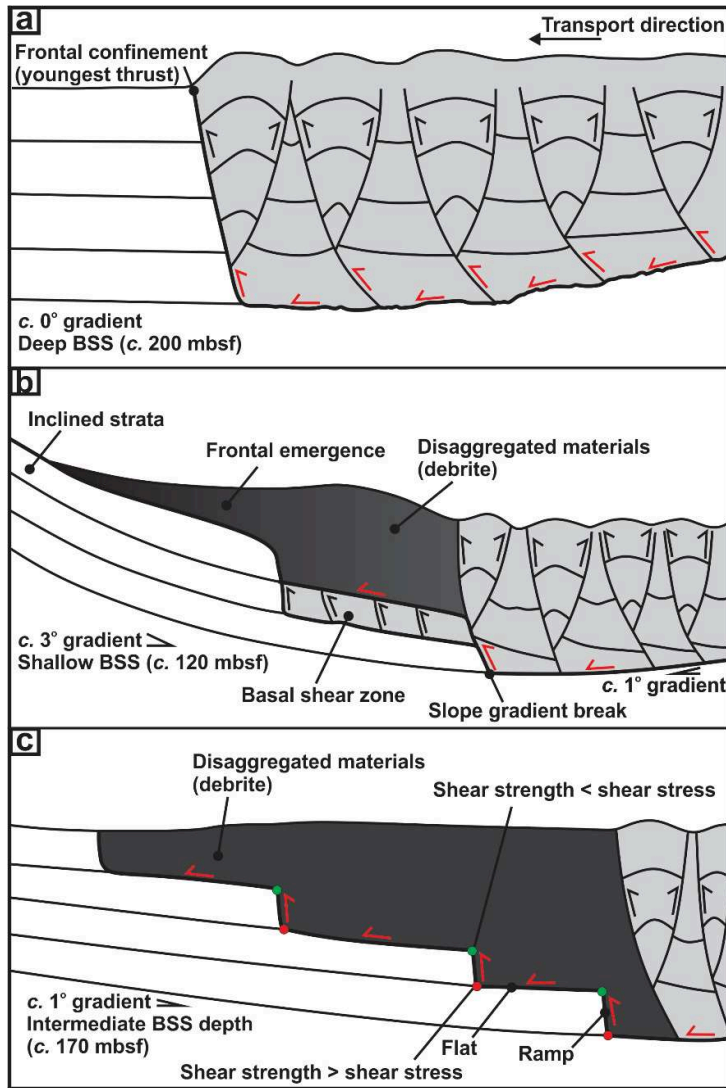 a
Transport direction
Frontal confinement
(youngest thrust)
c. 0° gradient
Deep BSS (c. 200 mbsf)
b
Inclined strata
Frontal emergence
Disaggregated materials
(debrite)
c. 3° gradient
Shallow BSS (c. 120 mbsf)
Basal shear zone
c. 1° gradient
Slope gradient break
c
Disaggregated materials
(debrite)
Shear strength < shear stress
c. 1° gradient
Intermediate BSS depth
(c. 170 mbsf)
Flat
Ramp
Shear strength > shear stress